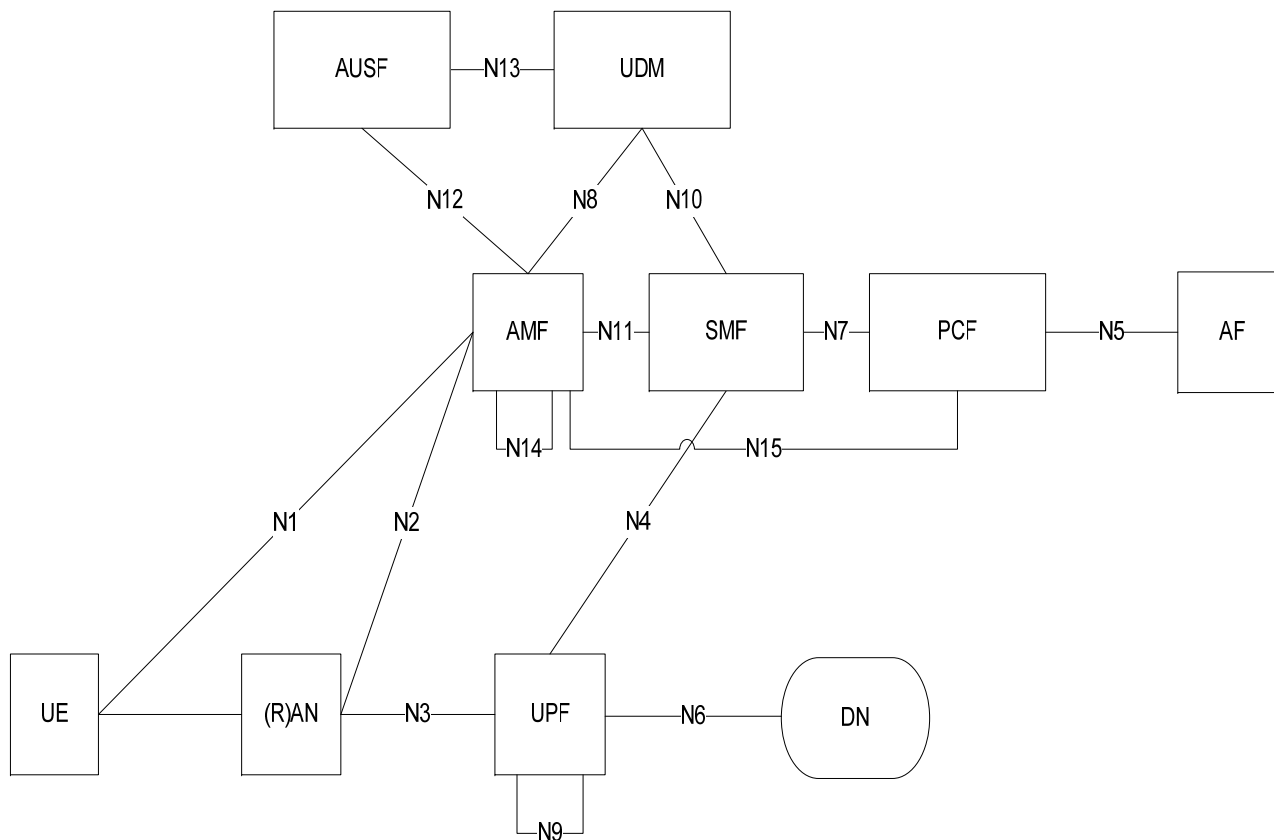 AUSF
N13
UDM
N12
N8
N10
AMF
N11
SMF
N7
PCF
N5
AF
N14
N15
N1
N2
N4
UE
(R)AN
N3
UPF
N6
DN
N9